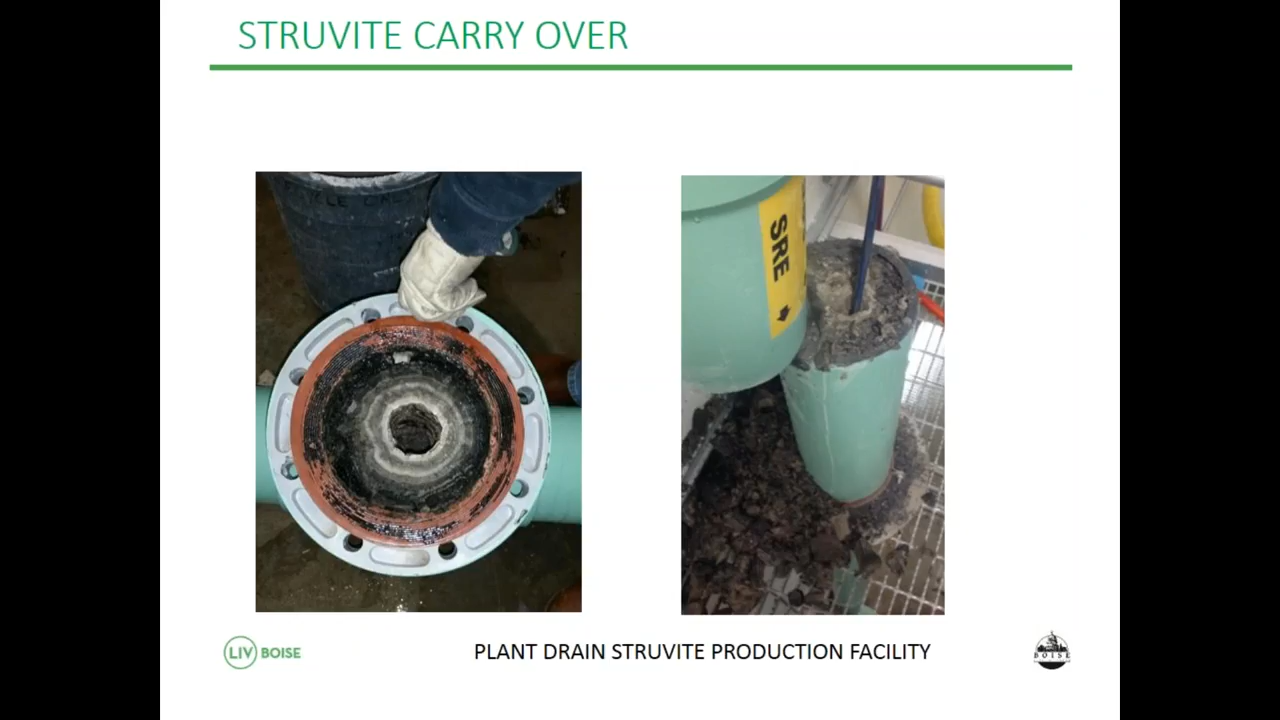 STRUVITE CARRY OVER
SRE
LIV BOISE
PLANT DRAIN STRUVITE PRODUCTION FACILITY
BOISE